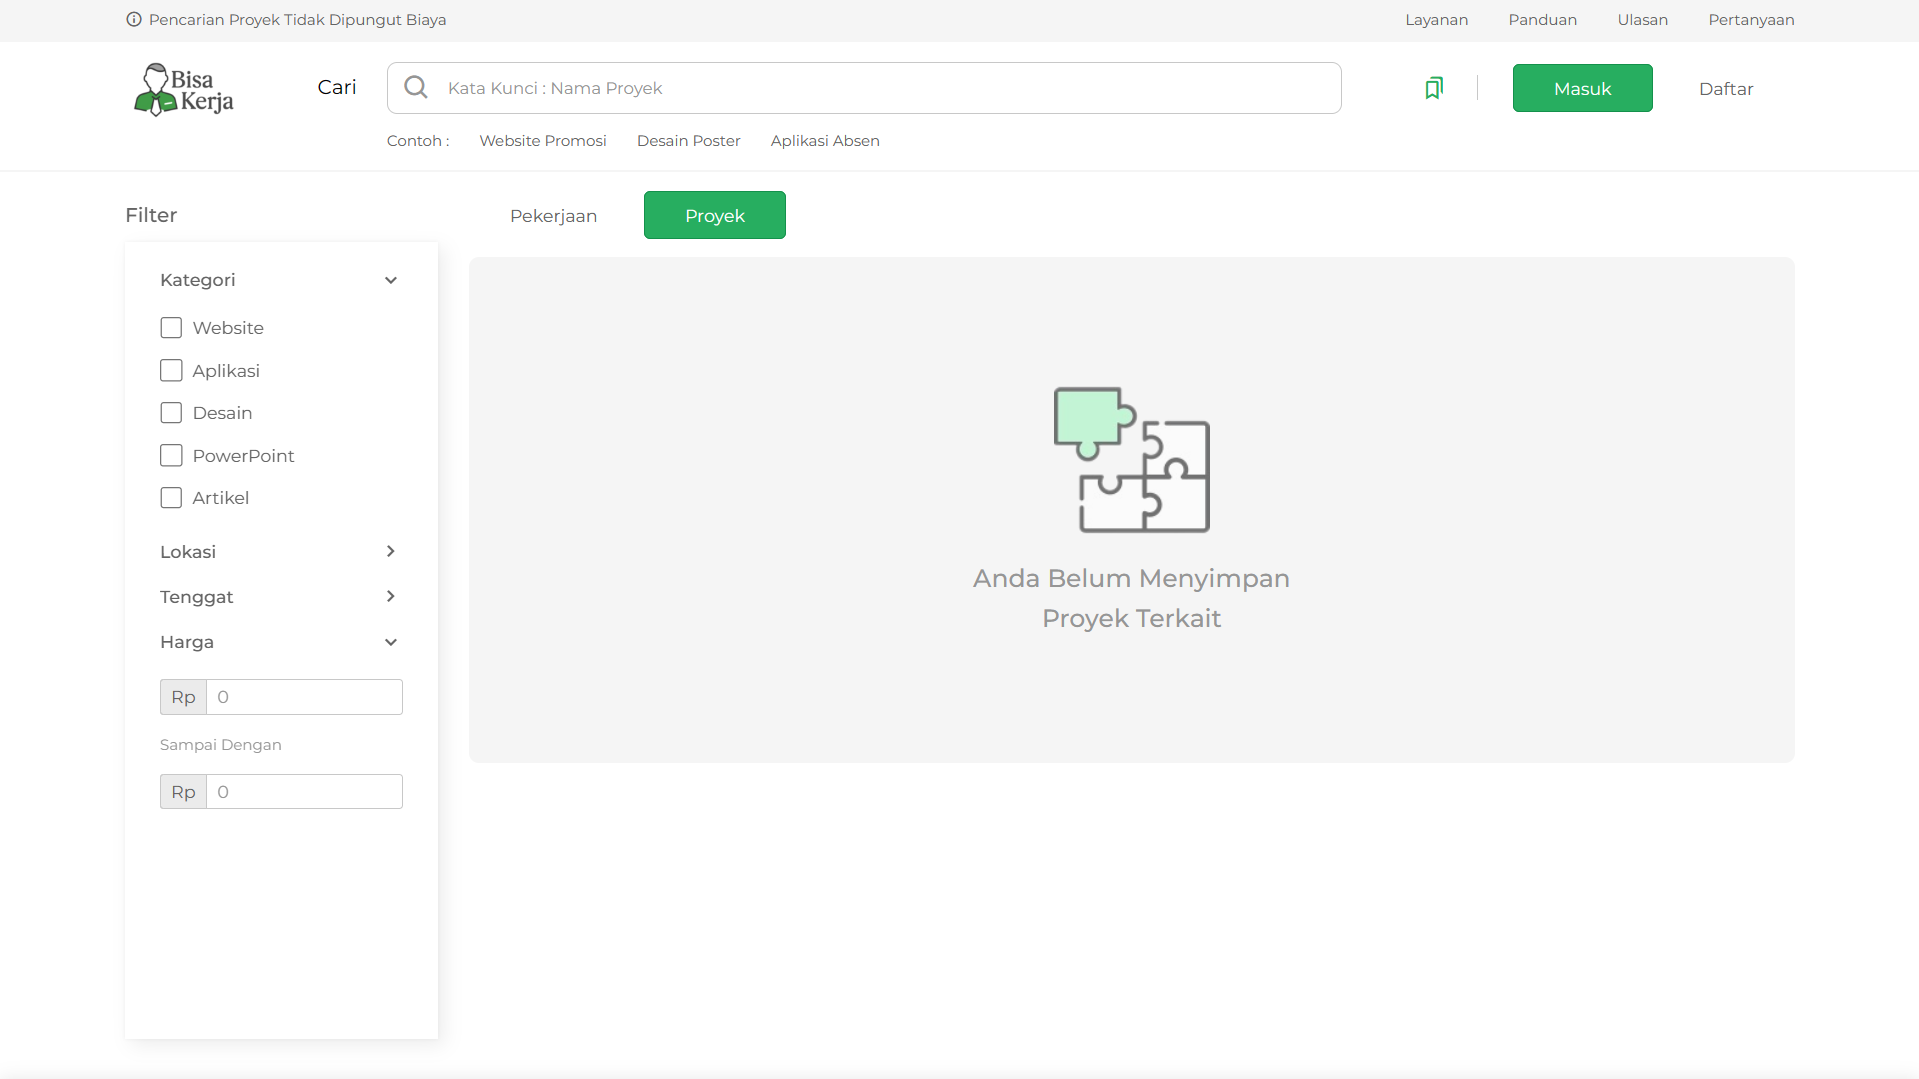 Pencarian Proyek Tidak Dipungut Biaya
Layanan
Panduan
Ulasan
Pertanyaan
Bisa
Kerja
Cari
Kata Kunci : Nama Proyek
Masuk
Daftar
Contoh :
Website Promosi
Desain Poster
Aplikasi Absen
Filter
Pekerjaan
Proyek
Kategori
Website
Aplikasi
Desain
PowerPoint
Artikel
Lokasi
Tenggat
Harga
Rp 0
Sampai Dengan
Rp 0
Anda Belum Menyimpan
Proyek Terkait